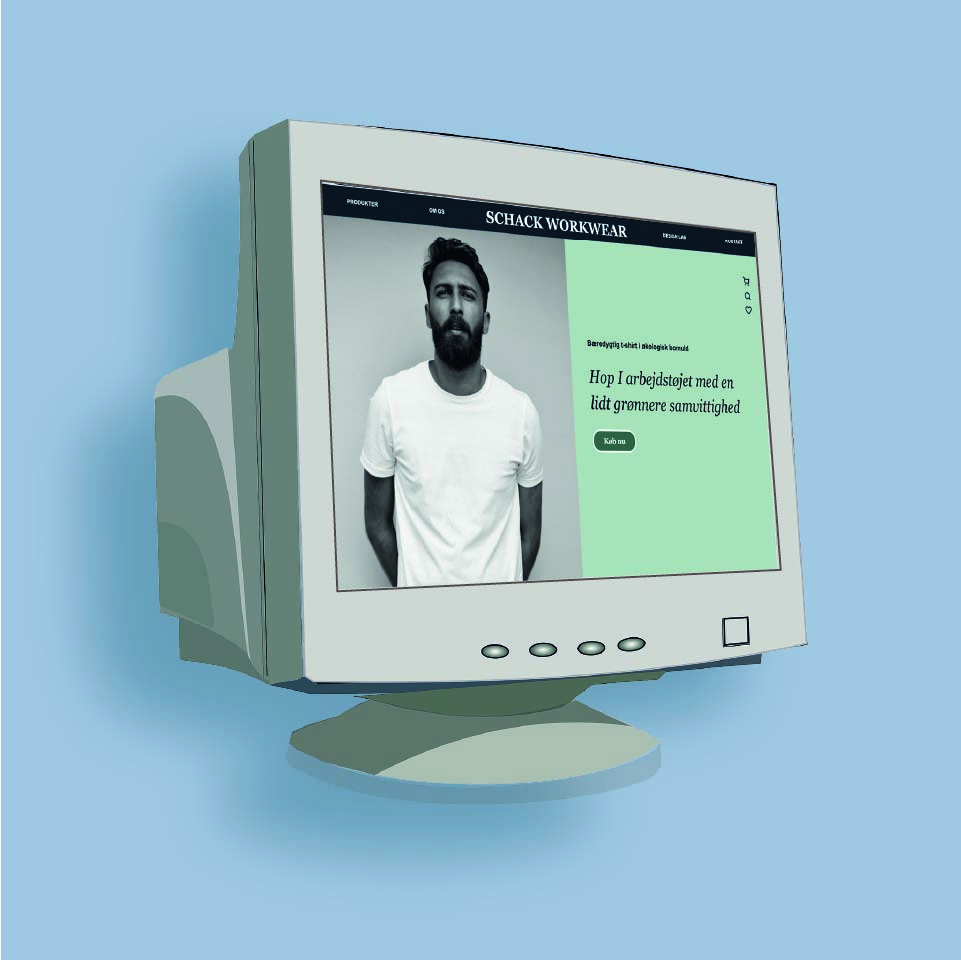 PRODUKTER OM OS SCHACK WORKWEAR DESIGN LAB KONTAKT
Bæredygtig t-shirt i økologisk bomuld
Hop I arbejdstøjet med en
lidt grønnere samvittighed
Køb nu